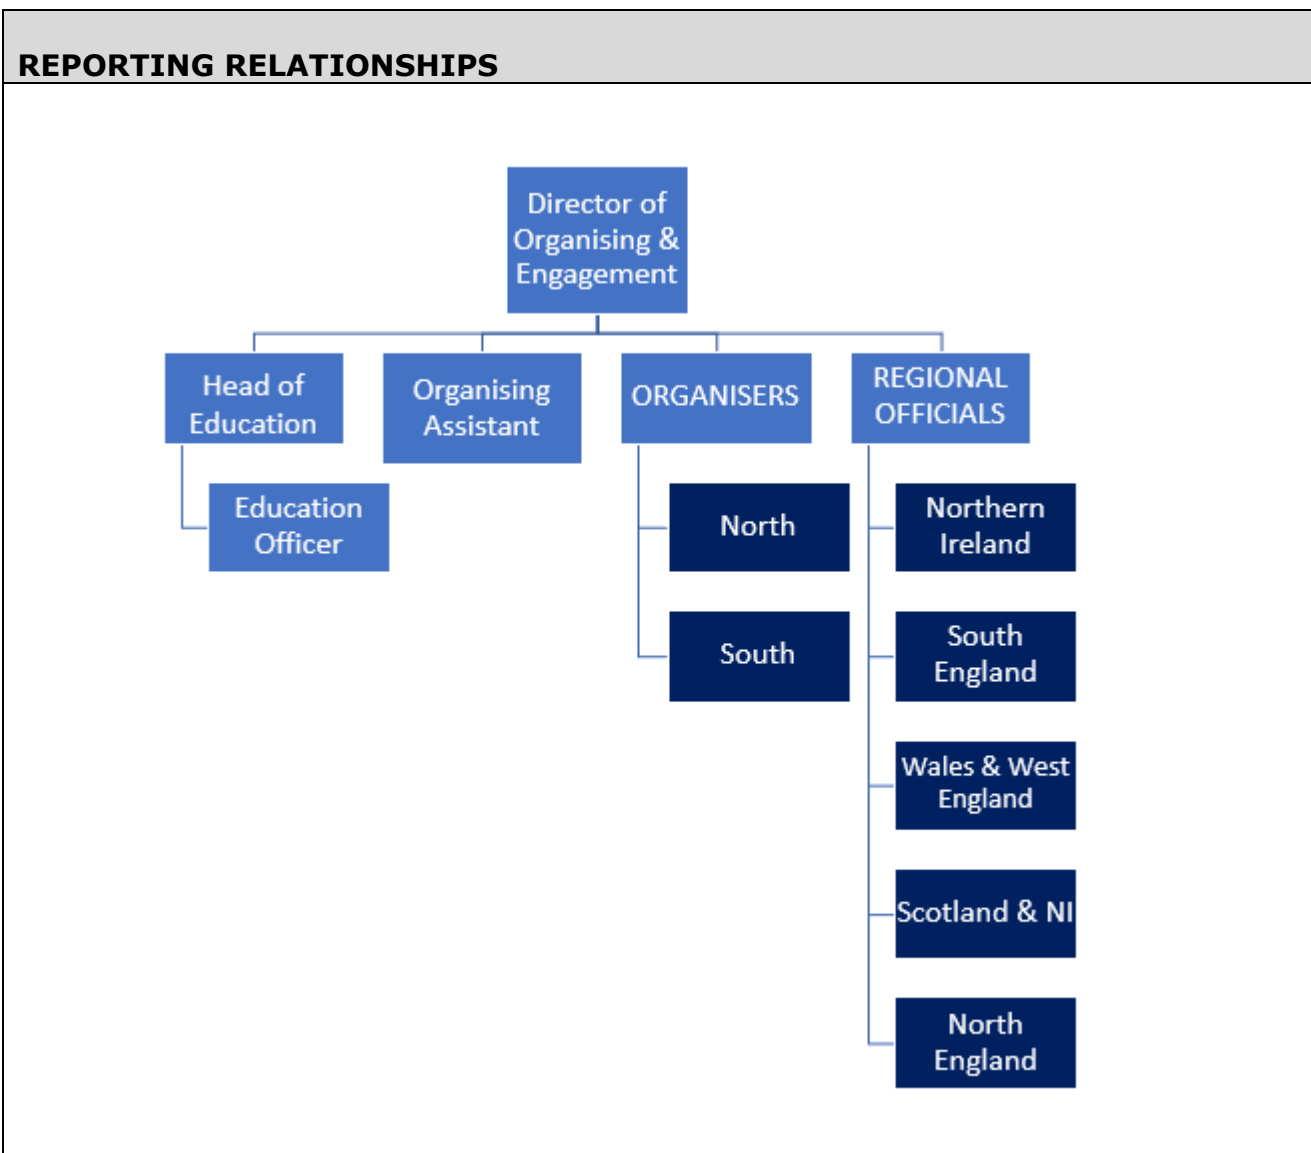 REPORTING RELATIONSHIPS
Director of
Organising &
Engagement
Head of
Education
Organising
Assistant
ORGANISERS
REGIONAL
OFFICIALS
Education
Officer
North
Northern
Ireland
South
South
England
Wales & West
England
Scotland & NI
North
England